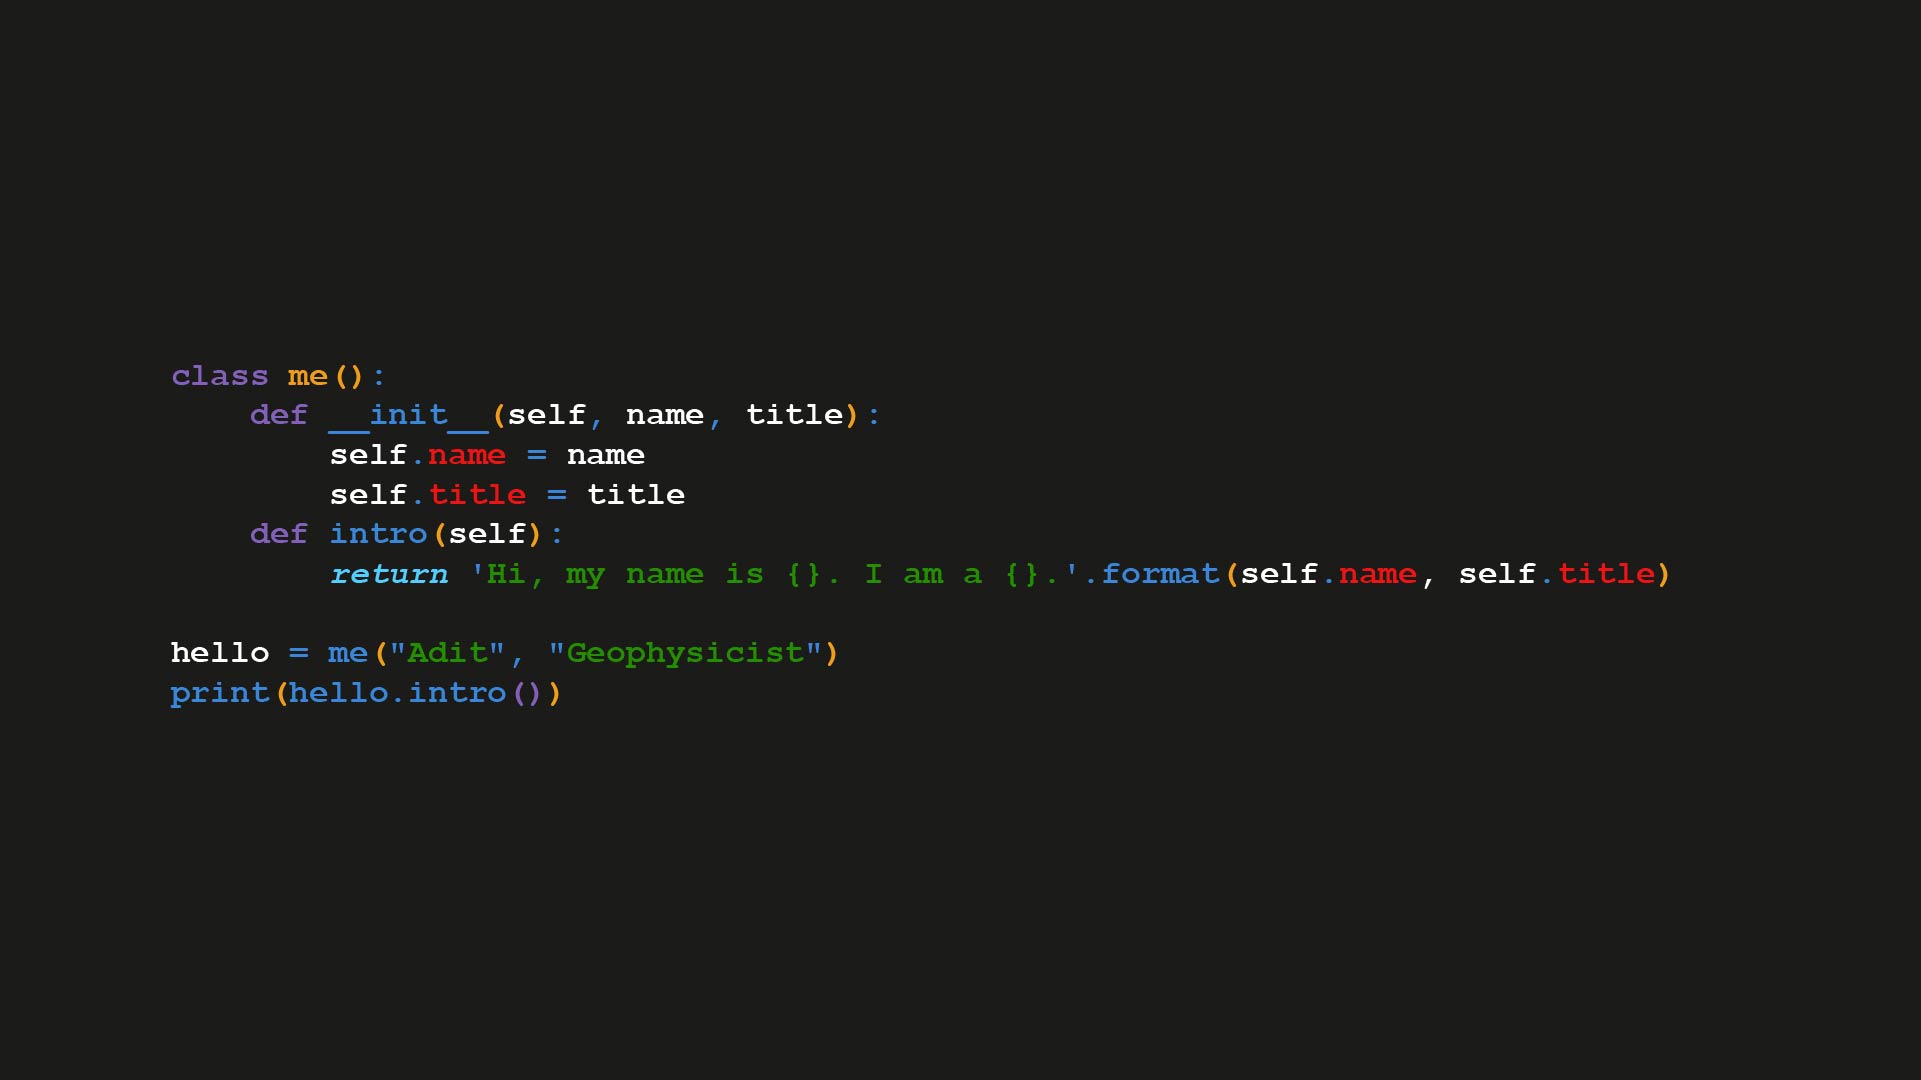 class me():
    def __init__(self, name, title):
        self.name = name
        self.title = title
    def intro(self):
        return 'Hi, my name is {}. I am a {}.'.format(self.name, self.title)

hello = me("Adit", "Geophysicist")
print(hello.intro())